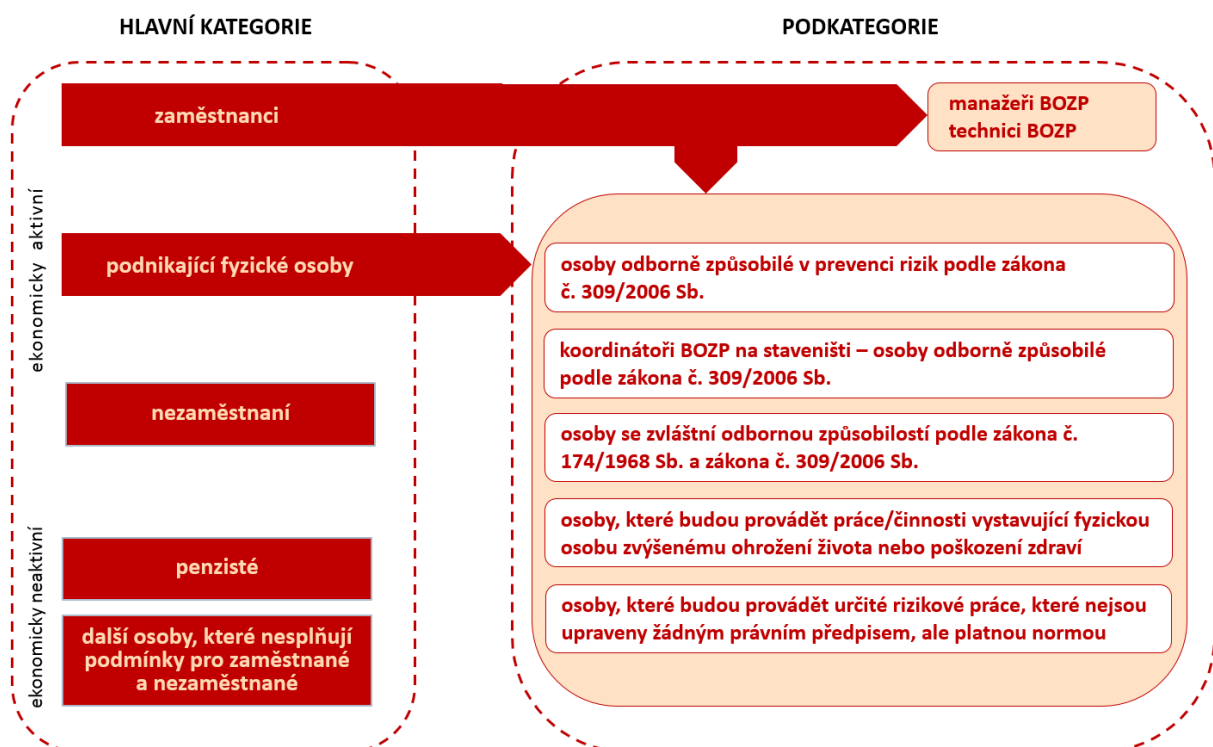 HLAVNÍ KATEGORIE
PODKATEGORIE
zaměstnanci
manažeři BOZP
technici BOZP
ekonomicky aktivní
podnikající fyzické osoby
osoby odborně způsobilé v prevenci rizik podle zákona
č. 309/2006 Sb.
koordinátoři BOZP na staveništi – osoby odborně způsobilé
podle zákona č. 309/2006 Sb.
nezaměstnaní
osoby se zvláštní odbornou způsobilostí podle zákona č.
174/1968 Sb. a zákona č. 309/2006 Sb.
ekonomicky neaktivní
penzisté
osoby, které budou provádět práce/činnosti vystavující fyzickou
osobu zvýšenému ohrožení života nebo poškození zdraví
další osoby, které nesplňují
podmínky pro zaměstnané
a nezaměstnané
osoby, které budou provádět určité rizikové práce, které nejsou
upraveny žádným právním předpisem, ale platnou normou